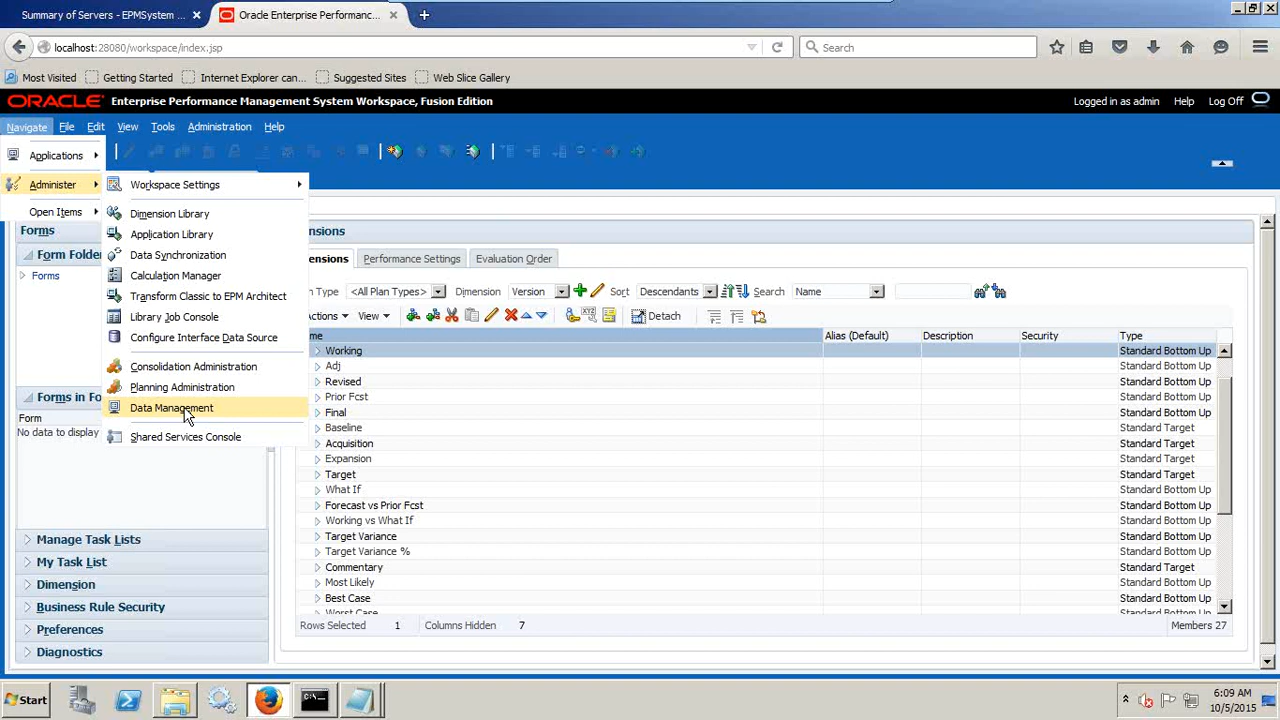 Summary of Servers - EPMSystem ...
Oracle Enterprise Performanc...
localhost:28080/workspace/index.jsp
Search
Most Visited
Getting Started
Internet Explorer can...
Suggested Sites
Web Slice Gallery
ORACLE
Enterprise Performance Management System Workspace, Fusion Edition
Logged in as admin
Help
Log Off
Navigate
File
Edit
View
Tools
Administration
Help
Applications
Administer
Open Items
Workspace Settings
Dimension Library
Application Library
Data Synchronization
Calculation Manager
Transform Classic to EPM Architect
Library Job Console
Configure Interface Data Source
Consolidation Administration
Planning Administration
Data Management
Shared Services Console
Forms
Form Folde
Forms
Forms in Fo
Form
No data to display
Manage Task Lists
My Task List
Dimension
Business Rule Security
Preferences
Diagnostics
nsions
ensions
Performance Settings
Evaluation Order
n Type
<All Plan Types>
Dimension
Version
Sort
Descendants
Search
Name
ctions
View
Detach
me
Alias (Default)
Description
Security
Type
Working
Standard Bottom Up
Adj
Standard Bottom Up
Revised
Standard Bottom Up
Prior Fcst
Standard Bottom Up
Final
Standard Bottom Up
Baseline
Standard Target
Acquisition
Standard Target
Expansion
Standard Target
Target
Standard Target
What If
Standard Bottom Up
Forecast vs Prior Fcst
Standard Bottom Up
Working vs What If
Standard Bottom Up
Target Variance
Standard Bottom Up
Target Variance %
Standard Bottom Up
Commentary
Standard Target
Most Likely
Standard Bottom Up
Best Case
Standard Bottom Up
Worst Case
Standard Bottom Up
Rows Selected 1
Columns Hidden 7
Members 27
Start
6:09 AM
10/5/2015